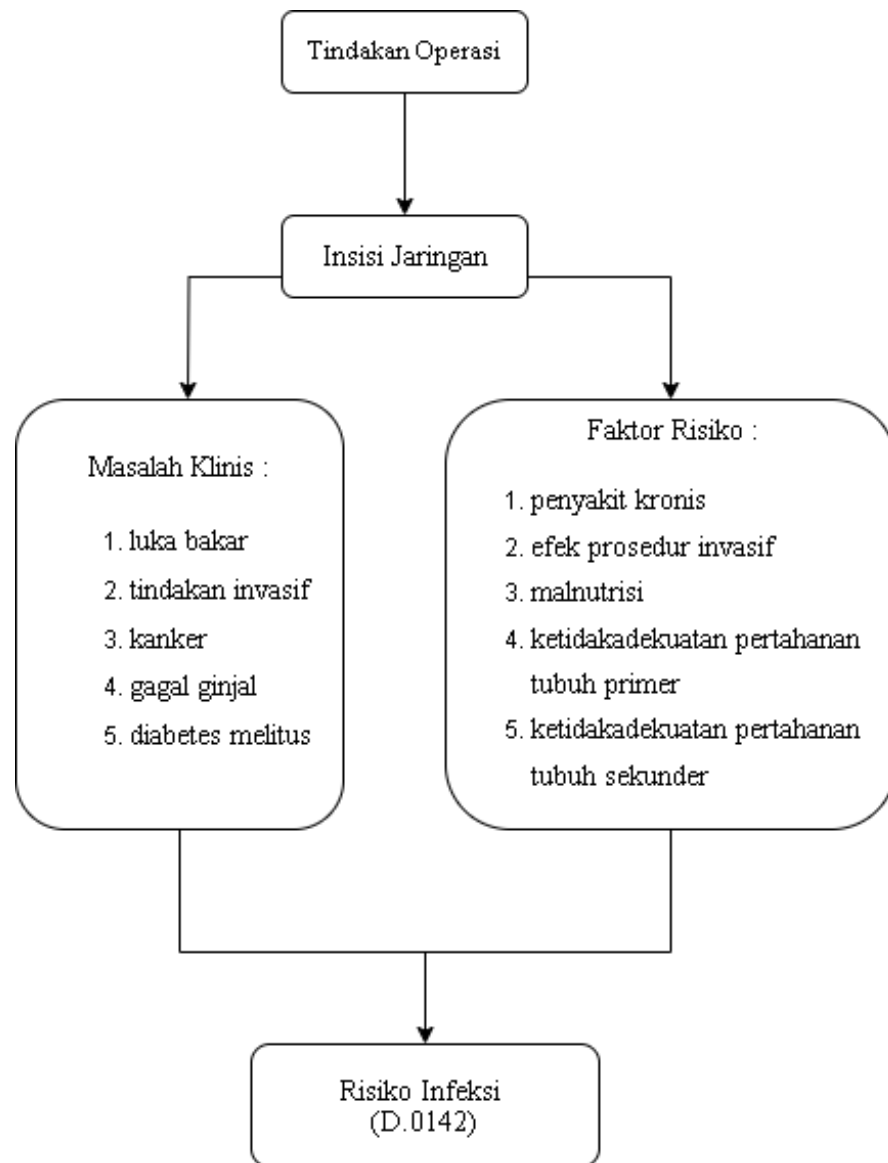 Tindakan Operasi
Insisi Jaringan
Masalah Klinis :
1. luka bakar
2. tindakan invasif
3. kanker
4. gagal ginjal
5. diabetes melitus
Faktor Risiko :
1. penyakit kronis
2. efek prosedur invasif
3. malnutrisi
4. ketidakadekuatan pertahanan
tubuh primer
5. ketidakadekuatan pertahanan
tubuh sekunder
Risiko Infeksi
(D.0142)